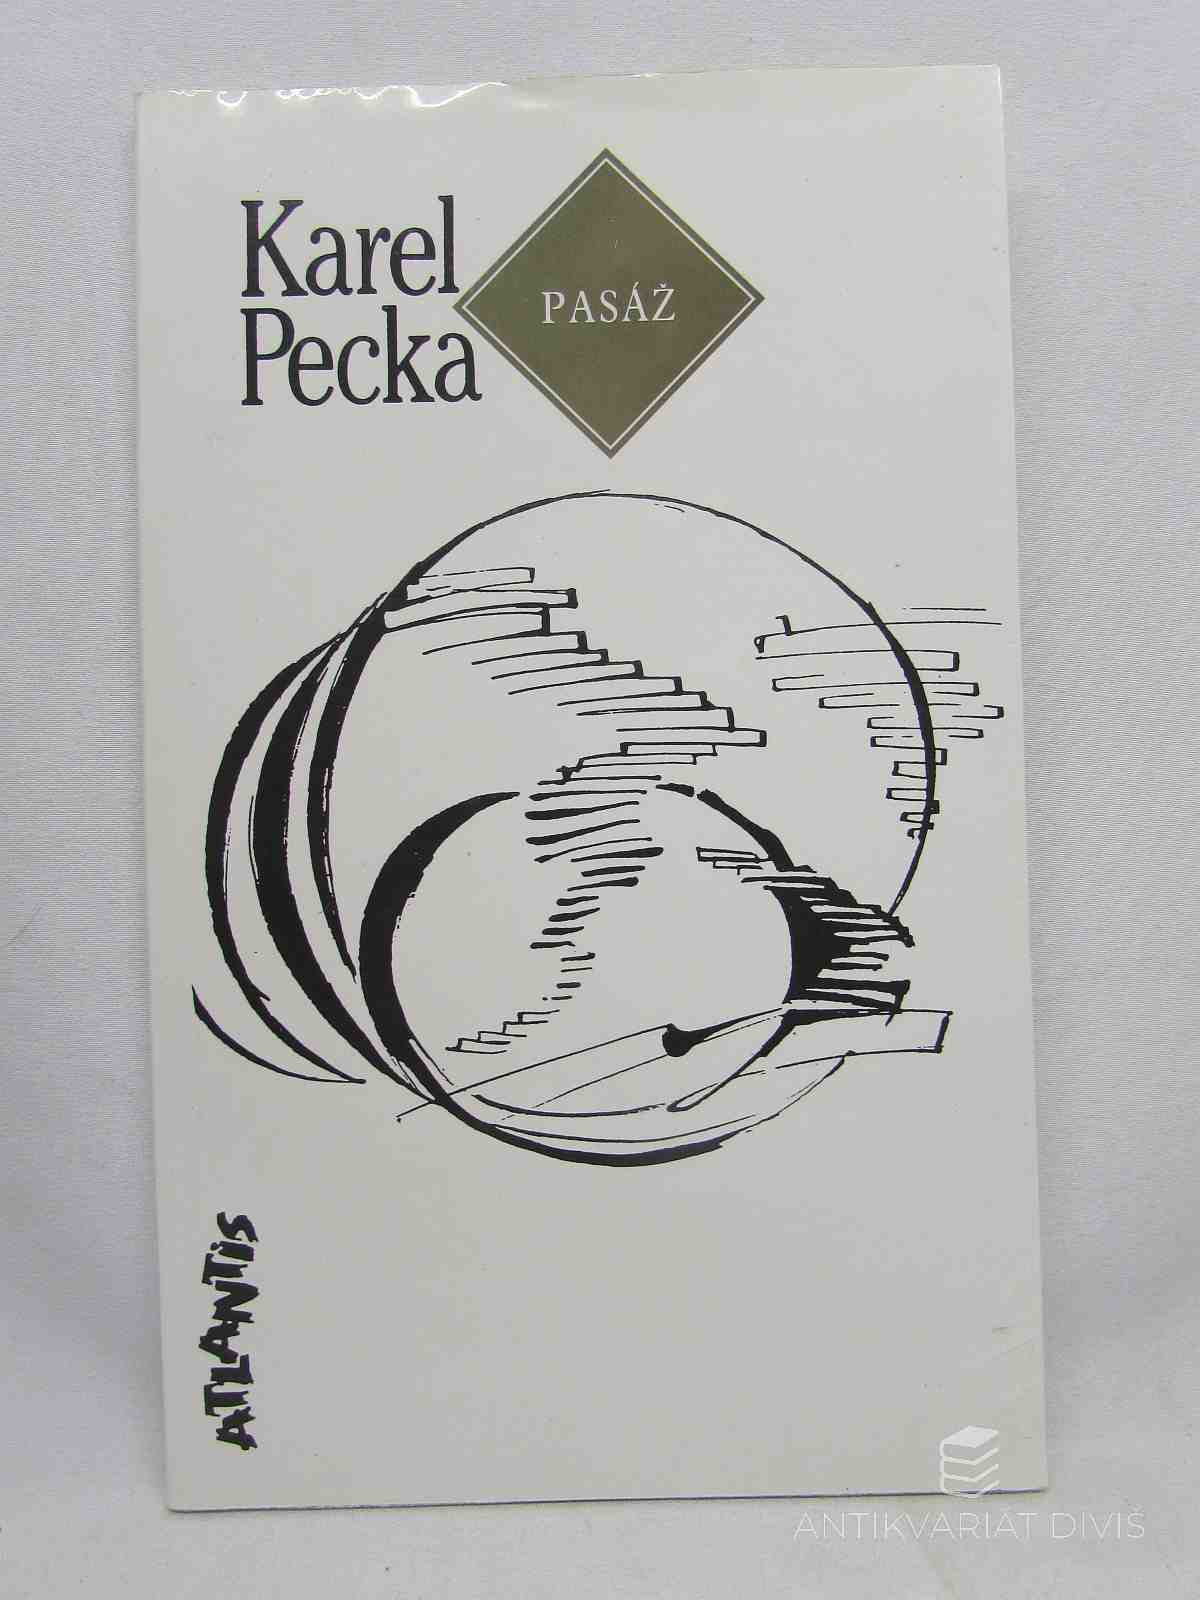 Karel
Pecka
PASÁŽ
ATLANTiS
ANTIKVARIÁT DIVIŠ